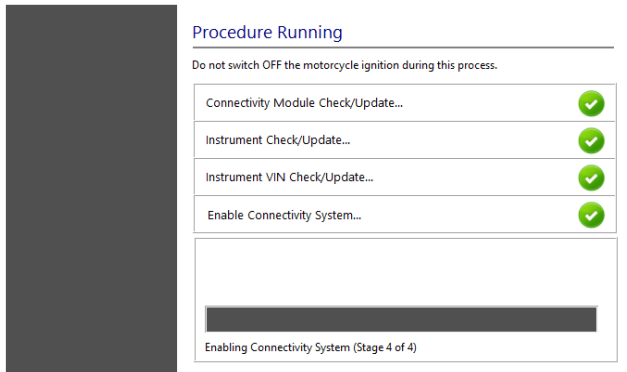 Procedure Running
Do not switch OFF the motorcycle ignition during this process.
Connectivity Module Check/Update...
Instrument Check/Update...
Instrument VIN Check/Update...
Enable Connectivity System...
Enabling Connectivity System (Stage 4 of 4)